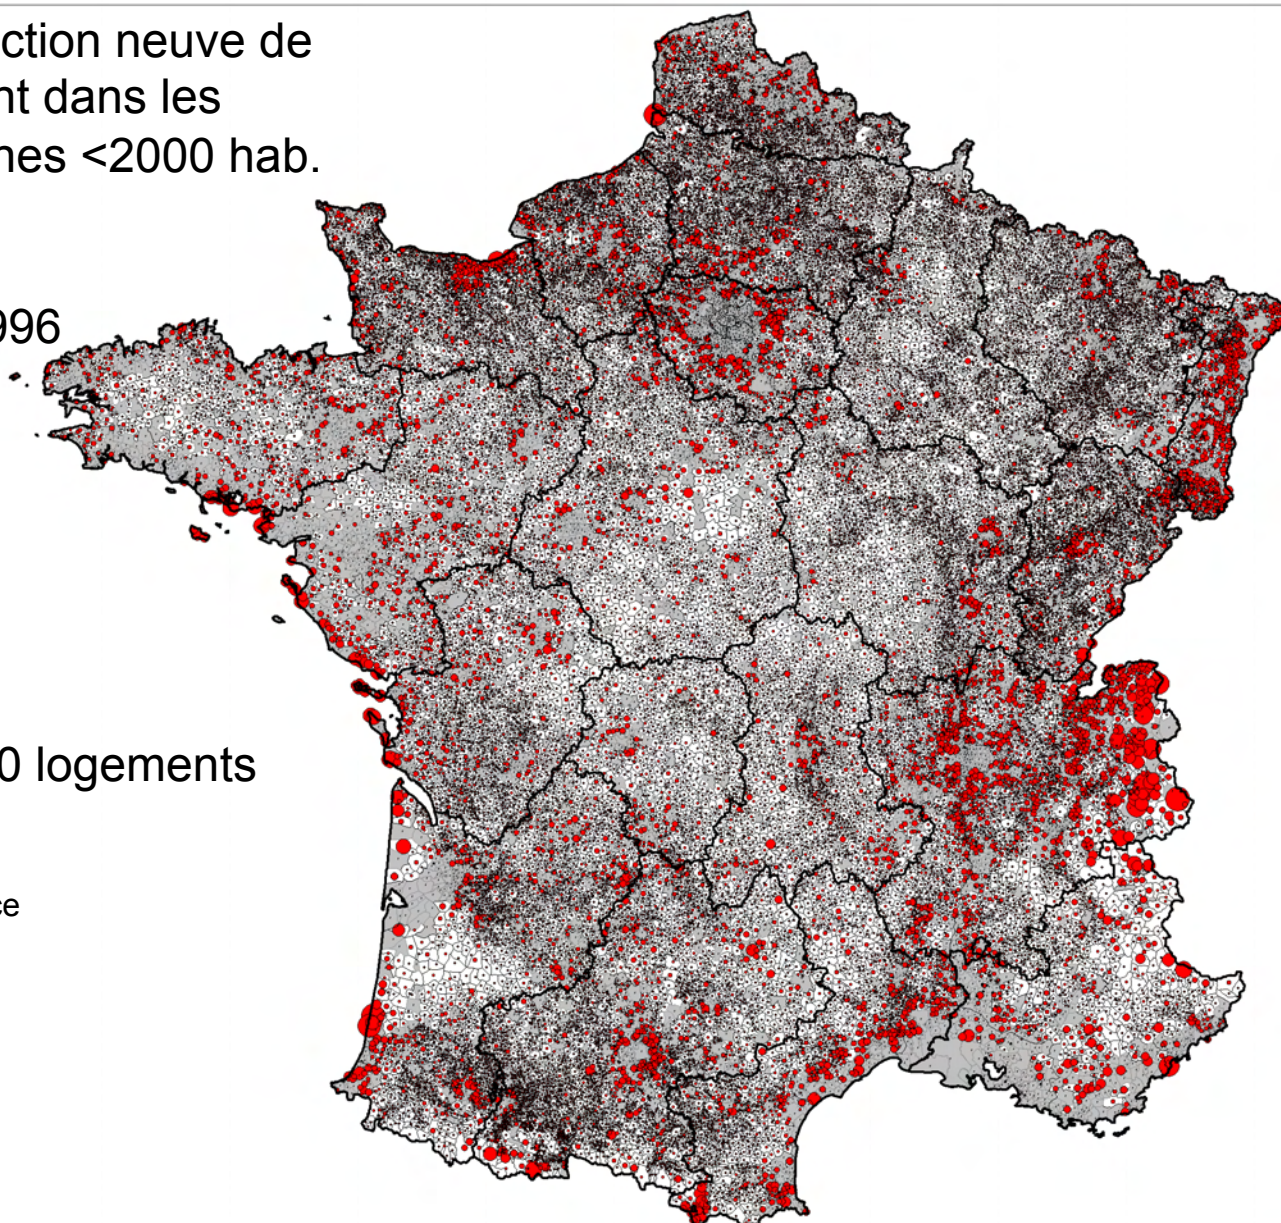 ction neuve de
nt dans les
nes <2000 hab.
996
0 logements
ce